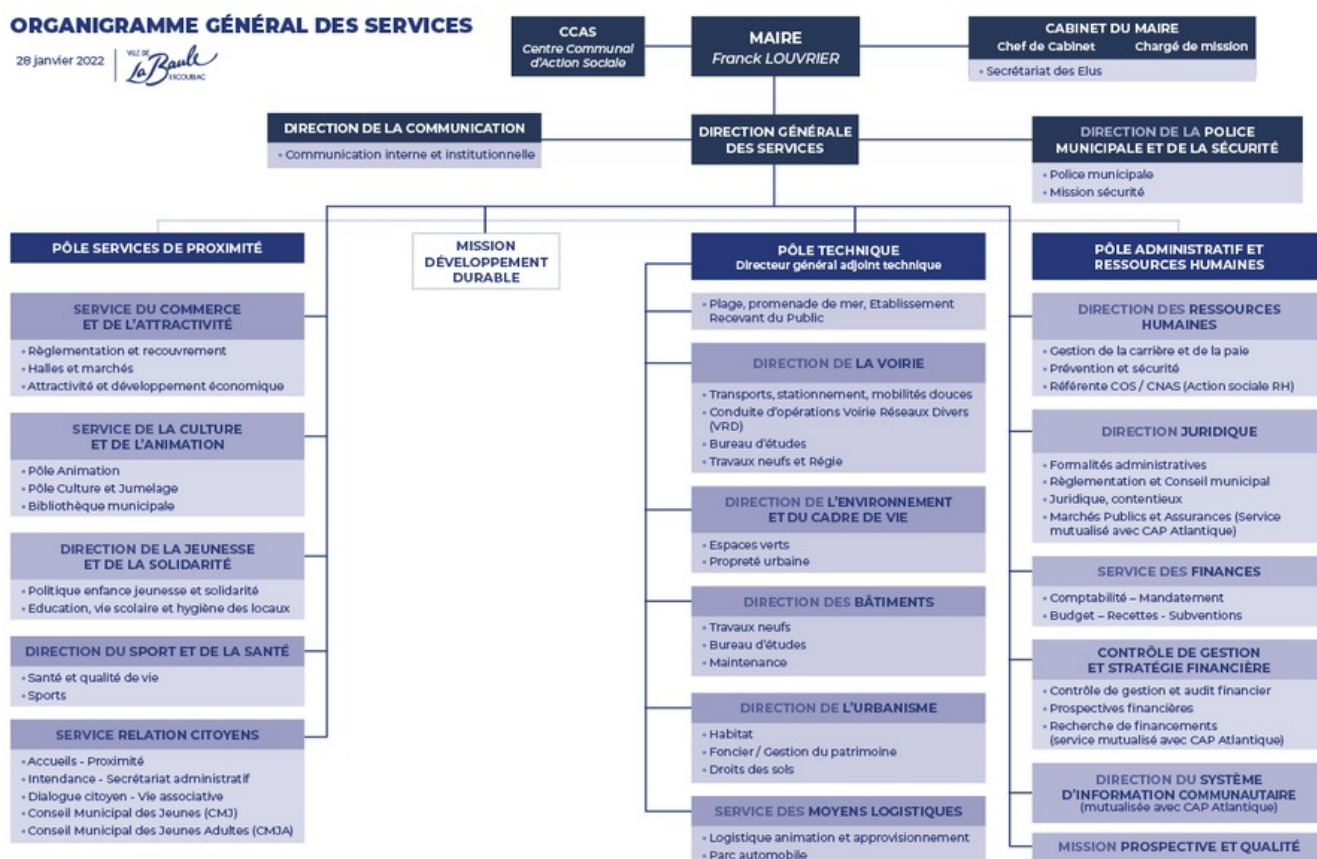 ORGANIGRAMME GÉNÉRAL DES SERVICES
28 janvier 2022
VILLE DE
La Baule
ESCOUBLAC
CCAS
Centre Communal
d'Action Sociale
MAIRE
Franck LOUVRIER
CABINET DU MAIRE
Chef de Cabinet Chargé de mission
• Secrétariat des Elus
DIRECTION DE LA COMMUNICATION
• Communication interne et institutionnelle
DIRECTION GÉNÉRALE
DES SERVICES
DIRECTION DE LA POLICE
MUNICIPALE ET DE LA SÉCURITÉ
• Police municipale
• Mission sécurité
PÔLE SERVICES DE PROXIMITÉ
SERVICE DU COMMERCE
ET DE L'ATTRACTIVITÉ
• Règlementation et recouvrement
• Halles et marchés
• Attractivité et développement économique
SERVICE DE LA CULTURE
ET DE L'ANIMATION
• Pôle Animation
• Pôle Culture et Jumelage
• Bibliothèque municipale
DIRECTION DE LA JEUNESSE
ET DE LA SOLIDARITÉ
• Politique enfance jeunesse et solidarité
• Education, vie scolaire et hygiène des locaux
DIRECTION DU SPORT ET DE LA SANTÉ
• Santé et qualité de vie
• Sports
SERVICE RELATION CITOYENS
• Accueils - Proximité
• Intendance - Secrétariat administratif
• Dialogue citoyen - Vie associative
• Conseil Municipal des Jeunes (CMJ)
• Conseil Municipal des Jeunes Adultes (CMJA)
MISSION
DÉVELOPPEMENT
DURABLE
PÔLE TECHNIQUE
Directeur général adjoint technique
• Plage, promenade de mer, Etablissement
Recevant du Public
DIRECTION DE LA VOIRIE
• Transports, stationnement, mobilités douces
• Conduite d'opérations Voirie Réseaux Divers
(VRD)
• Bureau d'études
• Travaux neufs et Régie
DIRECTION DE L'ENVIRONNEMENT
ET DU CADRE DE VIE
• Espaces verts
• Propreté urbaine
DIRECTION DES BÂTIMENTS
• Travaux neufs
• Bureau d'études
• Maintenance
DIRECTION DE L'URBANISME
• Habitat
• Foncier / Gestion du patrimoine
• Droits des sols
SERVICE DES MOYENS LOGISTIQUES
• Logistique animation et approvisionnement
• Parc automobile
PÔLE ADMINISTRATIF ET
RESSOURCES HUMAINES
DIRECTION DES RESSOURCES
HUMAINES
• Gestion de la carrière et de la paie
• Prévention et sécurité
• Référente COS / CNAS (Action sociale RH)
DIRECTION JURIDIQUE
• Formalités administratives
• Règlementation et Conseil municipal
• Juridique, contentieux
• Marchés Publics et Assurances (Service
mutualisé avec CAP Atlantique)
SERVICE DES FINANCES
• Comptabilité – Mandatement
• Budget – Recettes - Subventions
CONTRÔLE DE GESTION
ET STRATÉGIE FINANCIÈRE
• Contrôle de gestion et audit financier
• Prospectives financières
• Recherche de financements
(service mutualisé avec CAP Atlantique)
DIRECTION DU SYSTÈME
D'INFORMATION COMMUNAUTAIRE
(mutualisée avec CAP Atlantique)
MISSION PROSPECTIVE ET QUALITÉ